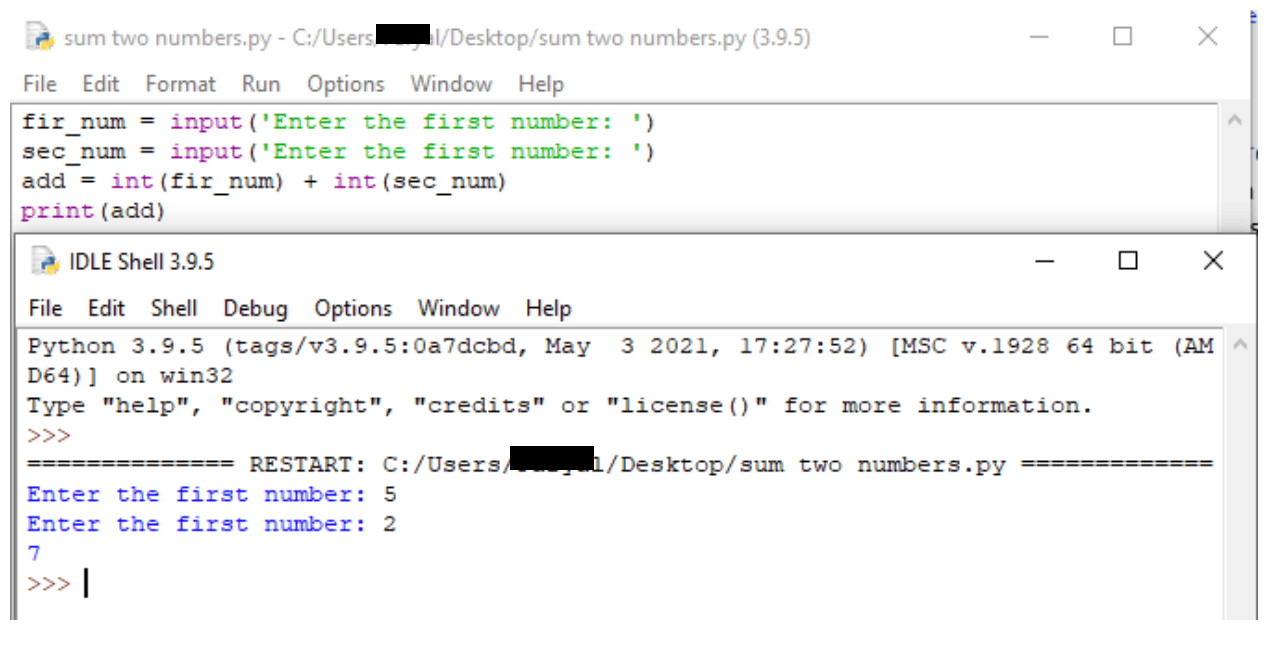 sum two numbers.py - C:/Users/ /Desktop/sum two numbers.py (3.9.5)
File Edit Format Run Options Window Help
fir_num = input('Enter the first number: ')
sec_num = input('Enter the first number: ')
add = int(fir_num) + int(sec_num)
print(add)
IDLE Shell 3.9.5
File Edit Shell Debug Options Window Help
Python 3.9.5 (tags/v3.9.5:0a7dcbd, May  3 2021, 17:27:52) [MSC v.1928 64 bit (AM
D64)] on win32
Type "help", "copyright", "credits" or "license()" for more information.
>>>
============== RESTART: C:/Users/ /Desktop/sum two numbers.py =============
Enter the first number: 5
Enter the first number: 2
7
>>>